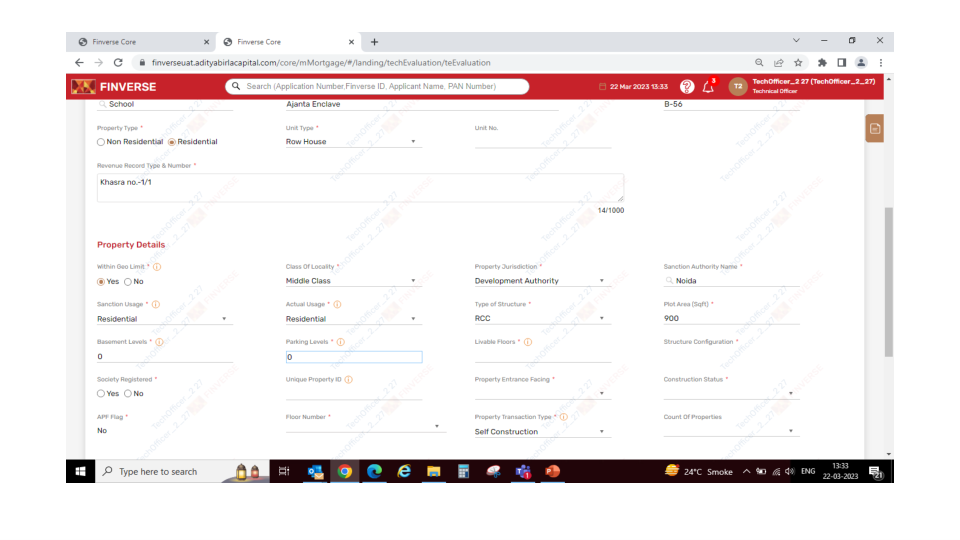 Finverse Core
Finverse Core
finverseuat.adityabirlacapital.com/core/mMortgage/#/landing/techEvaluation/teEvaluation
FINVERSE
Search (Application Number,Finverse ID, Applicant Name, PAN Number)
22 Mar 2023 13:33
3
T2
TechOfficer_2 27 (TechOfficer_2_27)
Technical Officer
School
Ajanta Enclave
B-56
Property Type *
Unit Type *
Unit No.
Non Residential
Residential
Row House
Revenue Record Type & Number *
Khasra no.-1/1
14/1000
Property Details
Within Geo Limit *
Class Of Locality *
Property Jurisdiction *
Sanction Authority Name *
Yes
No
Middle Class
Development Authority
Noida
Sanction Usage *
Actual Usage *
Type of Structure *
Plot Area (Sqft) *
Residential
Residential
RCC
900
Basement Levels *
Parking Levels *
Livable Floors *
Structure Configuration *
0
0
Society Registered *
Unique Property ID
Property Entrance Facing *
Construction Status *
Yes
No
APF Flag *
Floor Number *
Property Transaction Type *
Count Of Properties
No
Self Construction
Type here to search
24°C Smoke
ENG
13:33
22-03-2023
21